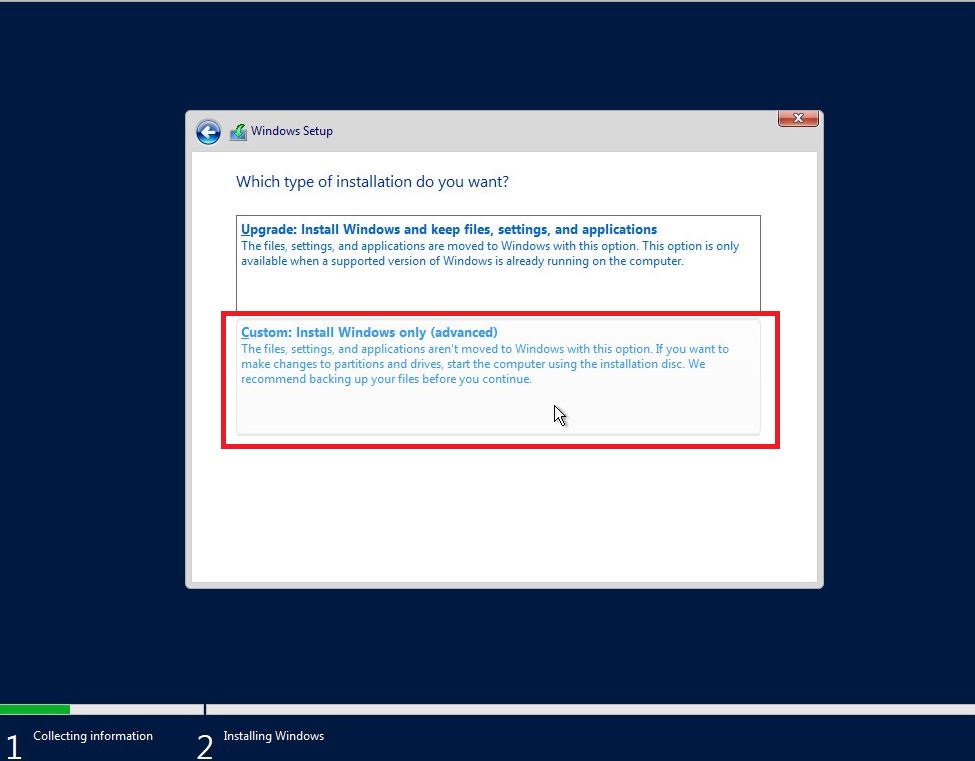 Windows Setup
Which type of installation do you want?
Upgrade: Install Windows and keep files, settings, and applications
The files, settings, and applications are moved to Windows with this option. This option is only
available when a supported version of Windows is already running on the computer.
Custom: Install Windows only (advanced)
The files, settings, and applications aren't moved to Windows with this option. If you want to
make changes to partitions and drives, start the computer using the installation disc. We
recommend backing up your files before you continue.
1 Collecting information 2 Installing Windows